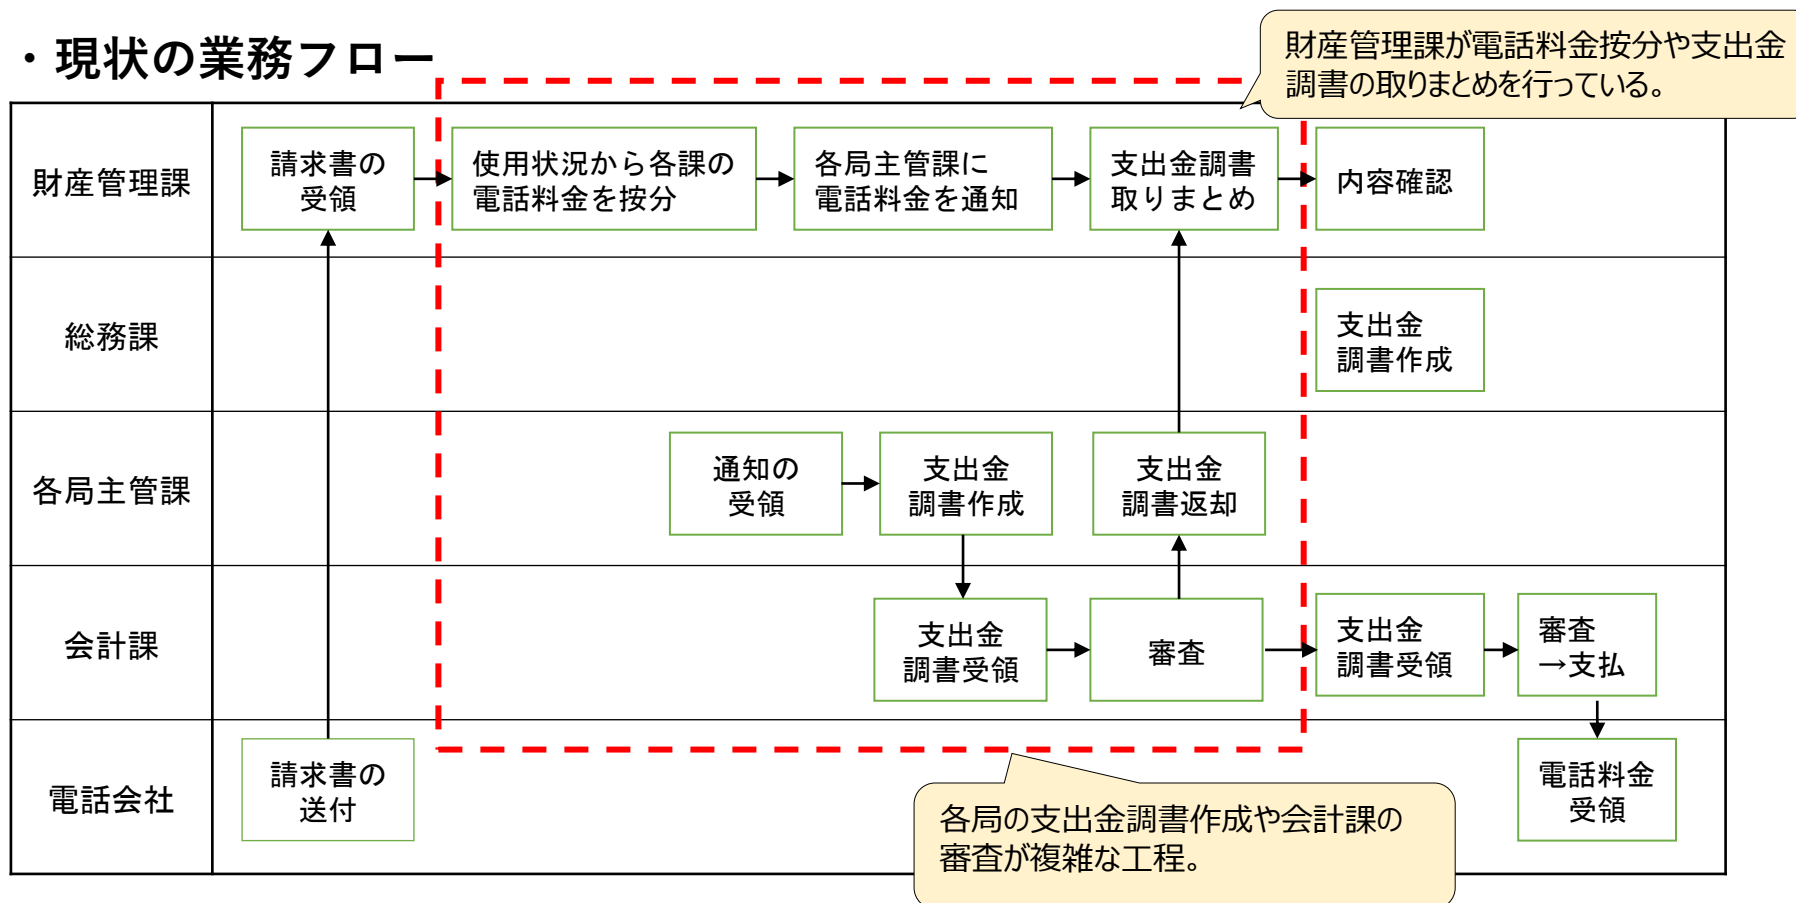 ・現状の業務フロー
財産管理課が電話料金按分や支出金
調書の取りまとめを行っている。
財産管理課
請求書の
受領
使用状況から各課の
電話料金を按分
各局主管課に
電話料金を通知
支出金調書
取りまとめ
内容確認
総務課
支出金
調書作成
各局主管課
通知の
受領
支出金
調書作成
支出金
調書返却
会計課
支出金
調書受領
審査
支出金
調書受領
審査
→支払
電話会社
請求書の
送付
電話料金
受領
各局の支出金調書作成や会計課の
審査が複雑な工程。